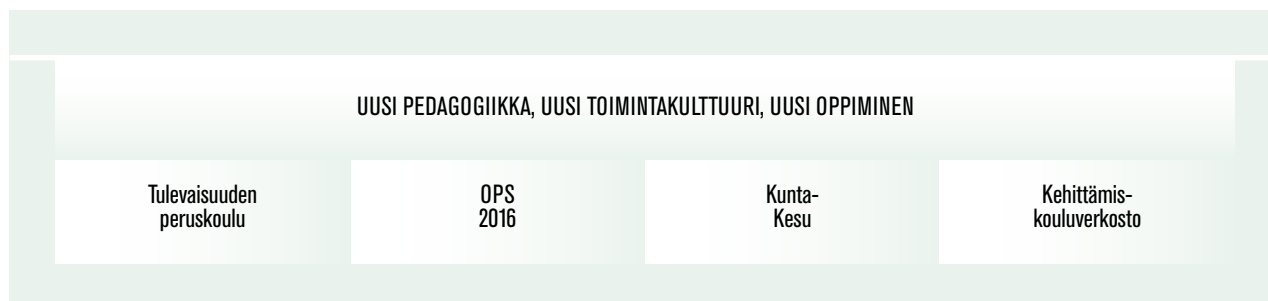 UUSI PEDAGOGIIKKA, UUSI TOIMINTAKULTTUURI, UUSI OPPIMINEN
Tulevaisuuden
peruskoulu
OPS
2016
Kunta-
Kesu
Kehittämis-
kouluverkosto